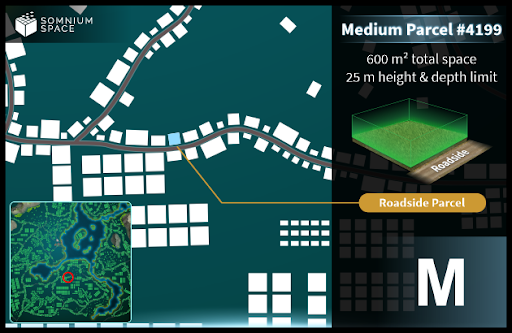 SOMNIUM
SPACE
Medium Parcel #4199
600 m² total space
25 m height & depth limit
Roadside
Roadside Parcel
M